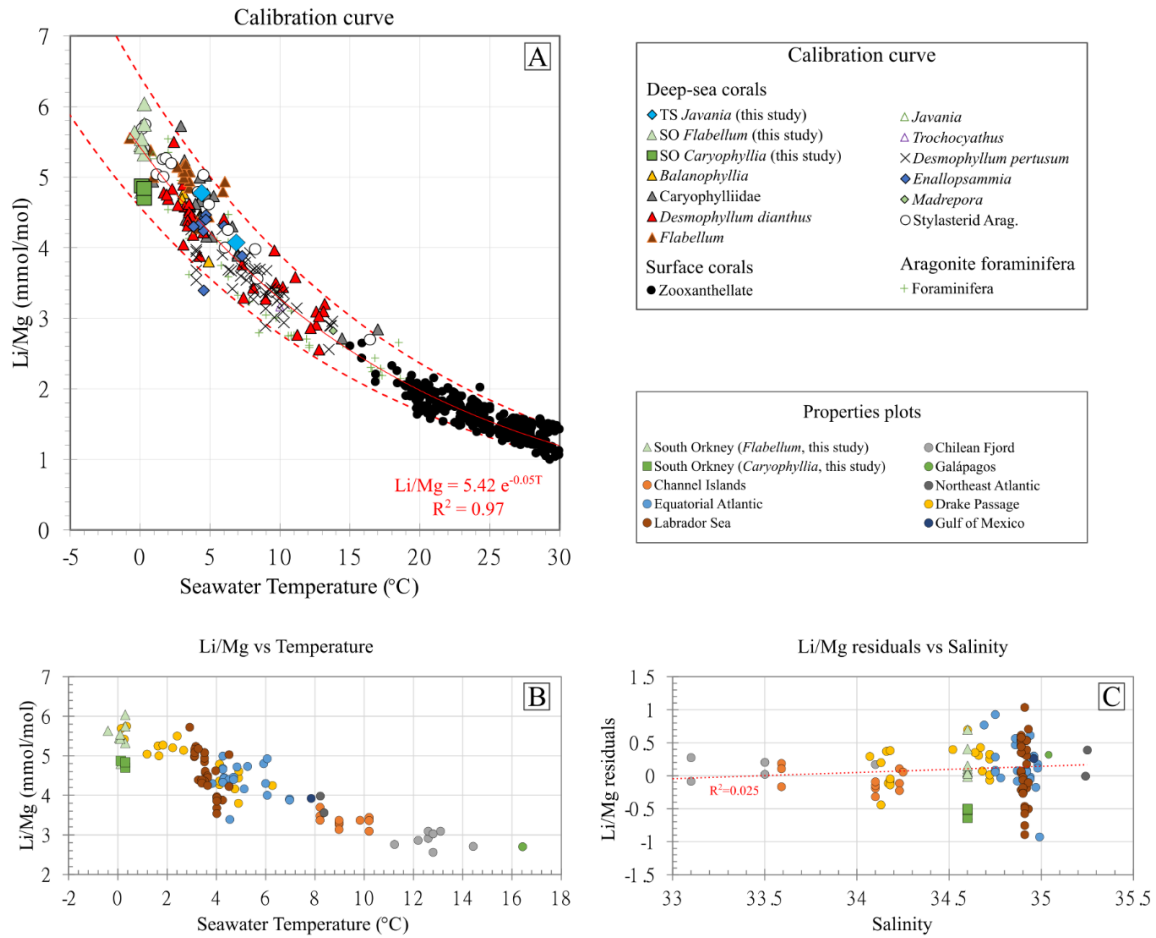 Calibration curve
A
7
6
5
4
3
2
1
0
Li/Mg (mmol/mol)
-5 0 5 10 15 20 25 30
Seawater Temperature (°C)
Li/Mg = 5.42 e-0.05T
R2 = 0.97
Calibration curve
Deep-sea corals
TS Javania (this study)
SO Flabellum (this study)
SO Caryophyllia (this study)
Balanophyllia
Caryophylliidae
Desmophyllum dianthus
Flabellum
Surface corals
Zooxanthellate
Javania
Trochocyathus
Desmophyllum pertusum
Enallopsammia
Madrepora
Stylasterid Arag.
Aragonite foraminifera
Foraminifera
Properties plots
South Orkney (Flabellum, this study)
South Orkney (Caryophyllia, this study)
Channel Islands
Equatorial Atlantic
Labrador Sea
Chilean Fjord
Galápagos
Northeast Atlantic
Drake Passage
Gulf of Mexico
Li/Mg vs Temperature
B
7
6
5
4
3
2
Li/Mg (mmol/mol)
-2 0 2 4 6 8 10 12 14 16 18
Seawater Temperature (°C)
Li/Mg residuals vs Salinity
C
1.5
1
0.5
0
-0.5
-1
-1.5
Li/Mg residuals
R2=0.025
33 33.5 34 34.5 35 35.5
Salinity